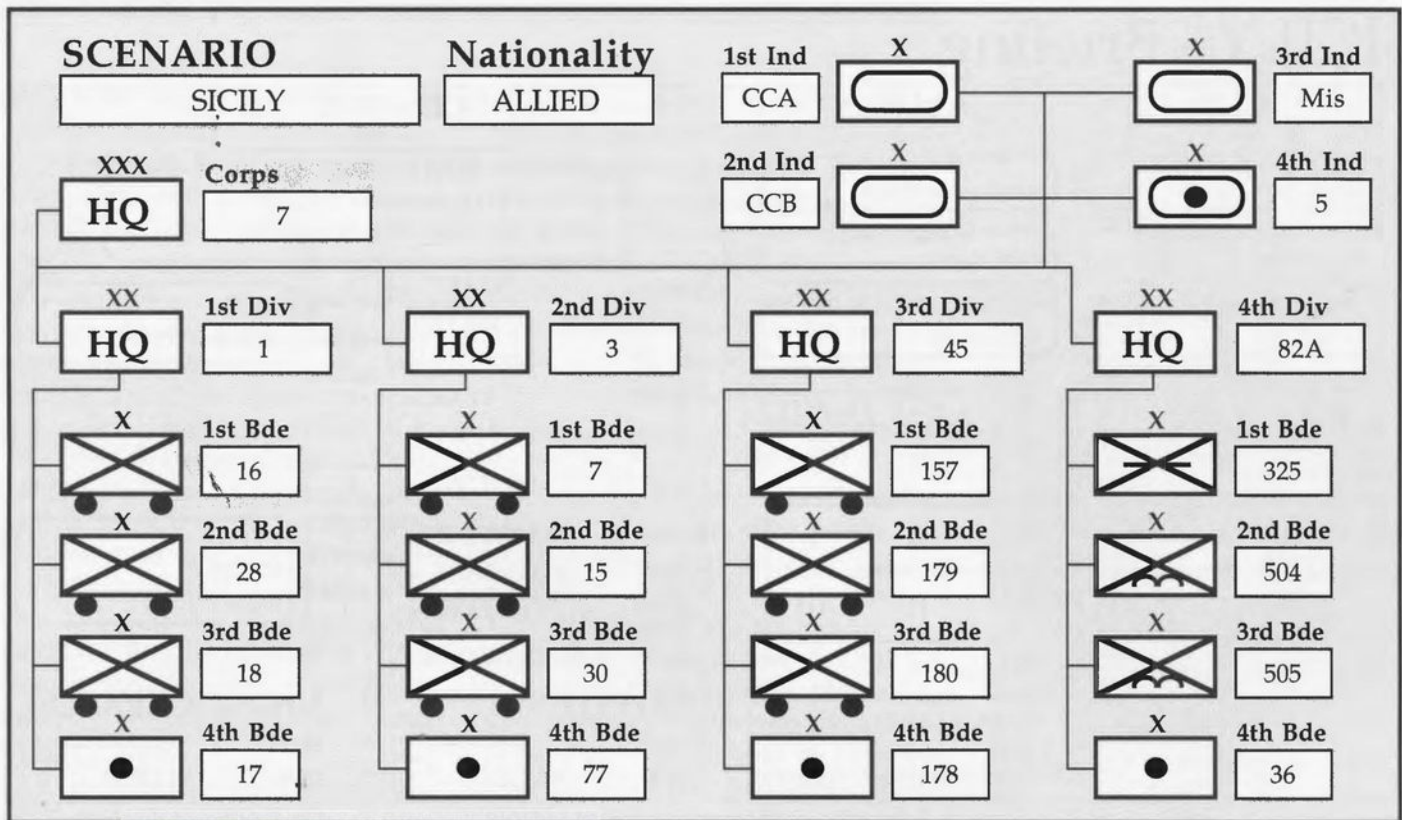 SCENARIO
SICILY
Nationality
ALLIED
1st Ind
CCA
X
X
3rd Ind
Mis
2nd Ind
CCB
X
X
4th Ind
5
XXX
HQ
Corps
7
XX
HQ
1st Div
1
XX
HQ
2nd Div
3
XX
HQ
3rd Div
45
XX
HQ
4th Div
82A
X
1st Bde
16
X
1st Bde
7
X
1st Bde
157
X
1st Bde
325
X
2nd Bde
28
X
2nd Bde
15
X
2nd Bde
179
X
2nd Bde
504
X
3rd Bde
18
X
3rd Bde
30
X
3rd Bde
180
X
3rd Bde
505
X
4th Bde
17
X
4th Bde
77
X
4th Bde
178
X
4th Bde
36